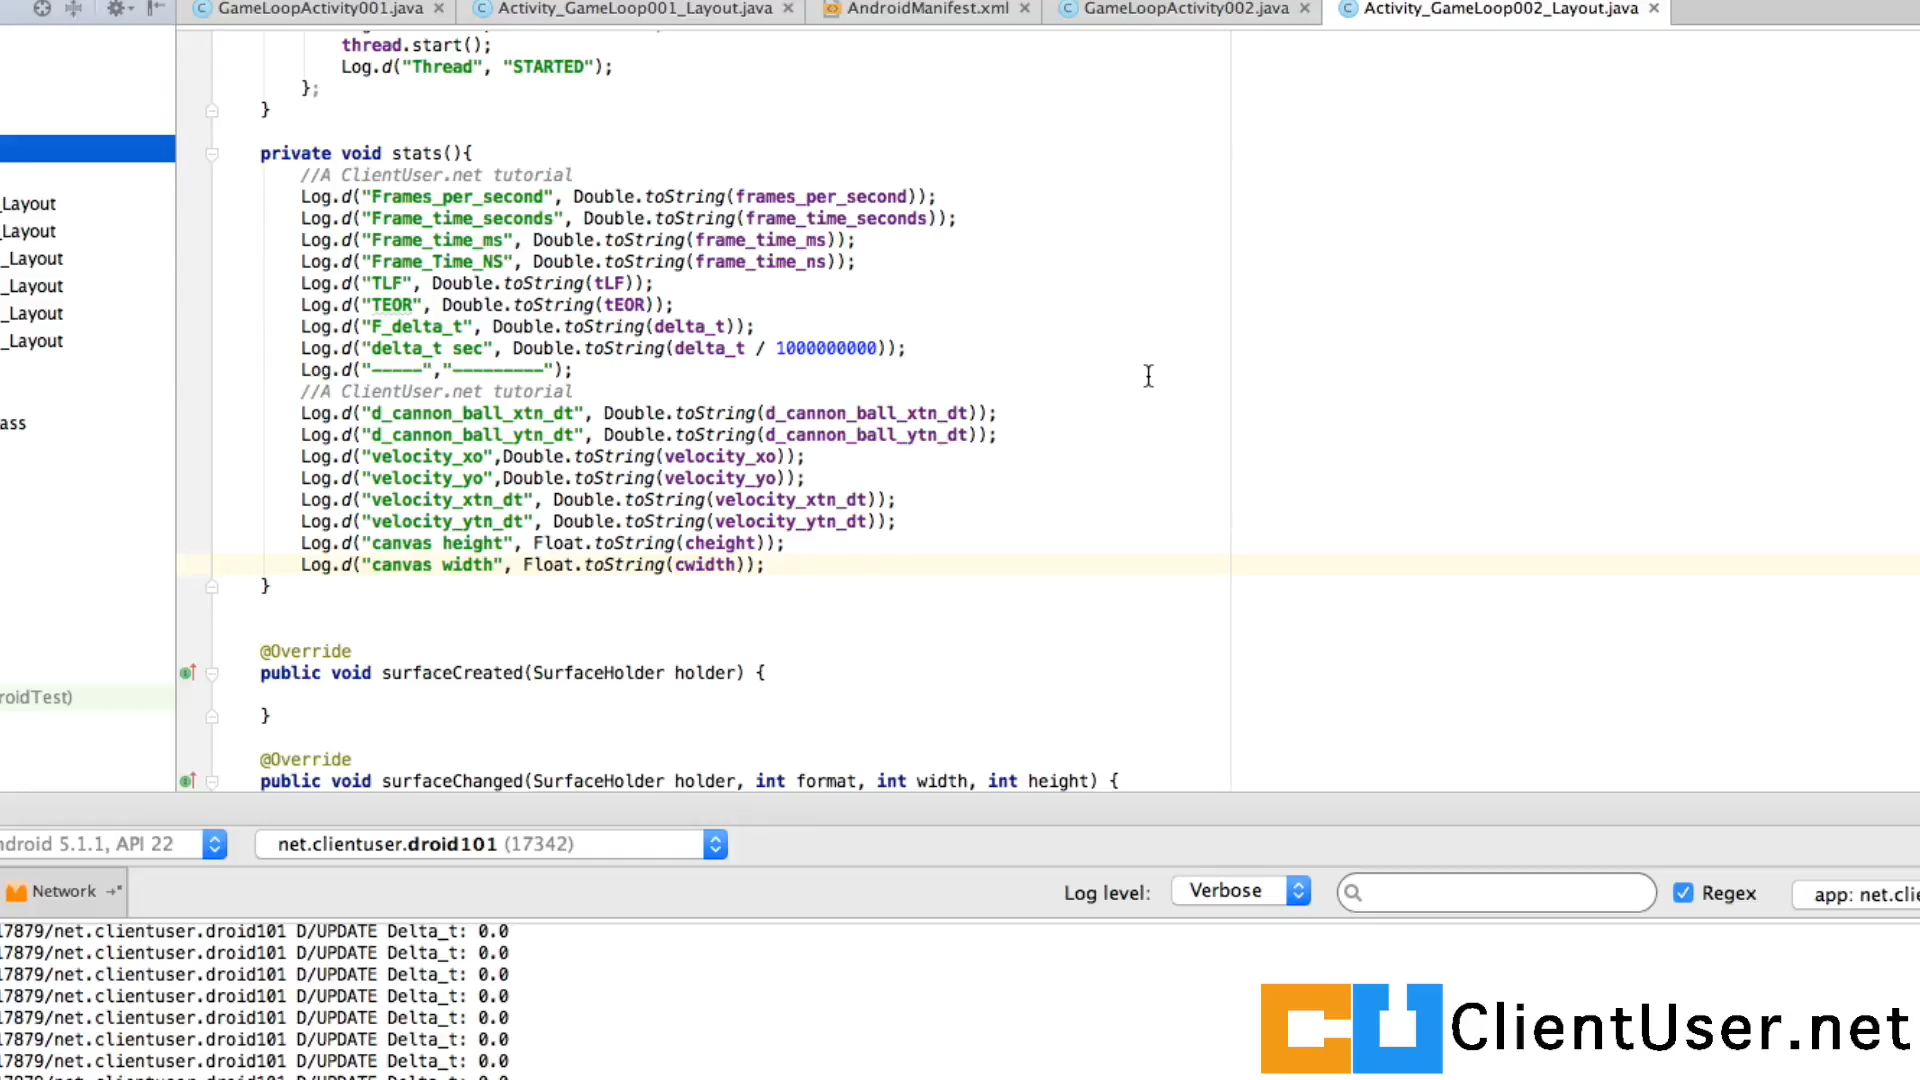 GameLoopActivity001.java
Activity_GameLoop001_Layout.java
AndroidManifest.xml
GameLoopActivity002.java
Activity_GameLoop002_Layout.java
thread.start();
Log.d("Thread", "STARTED");
};
}
private void stats(){
//A ClientUser.net tutorial
Log.d("Frames_per_second", Double.toString(frames_per_second));
Log.d("Frame_time_seconds", Double.toString(frame_time_seconds));
Log.d("Frame_time_ms", Double.toString(frame_time_ms));
Log.d("Frame_Time_NS", Double.toString(frame_time_ns));
Log.d("TLF", Double.toString(tLF));
Log.d("TEOR", Double.toString(tEOR));
Log.d("F_delta_t", Double.toString(delta_t));
Log.d("delta_t sec", Double.toString(delta_t / 1000000000));
Log.d("-----","---------");
//A ClientUser.net tutorial
Log.d("d_cannon_ball_xtn_dt", Double.toString(d_cannon_ball_xtn_dt));
Log.d("d_cannon_ball_ytn_dt", Double.toString(d_cannon_ball_ytn_dt));
Log.d("velocity_xo",Double.toString(velocity_xo));
Log.d("velocity_yo",Double.toString(velocity_yo));
Log.d("velocity_xtn_dt", Double.toString(velocity_xtn_dt));
Log.d("velocity_ytn_dt", Double.toString(velocity_ytn_dt));
Log.d("canvas height", Float.toString(cheight));
Log.d("canvas width", Float.toString(cwidth));
}
@Override
public void surfaceCreated(SurfaceHolder holder) {
}
@Override
public void surfaceChanged(SurfaceHolder holder, int format, int width, int height) {
_Layout
_Layout
_Layout
_Layout
_Layout
_Layout
ass
roidTest)
ndroid 5.1.1, API 22
net.clientuser.droid101 (17342)
Network
Log level:
Verbose
Regex
app: net.clie
17879/net.clientuser.droid101 D/UPDATE Delta_t: 0.0
17879/net.clientuser.droid101 D/UPDATE Delta_t: 0.0
17879/net.clientuser.droid101 D/UPDATE Delta_t: 0.0
17879/net.clientuser.droid101 D/UPDATE Delta_t: 0.0
17879/net.clientuser.droid101 D/UPDATE Delta_t: 0.0
17879/net.clientuser.droid101 D/UPDATE Delta_t: 0.0
17879/net.clientuser.droid101 D/UPDATE Delta_t: 0.0
CU ClientUser.net